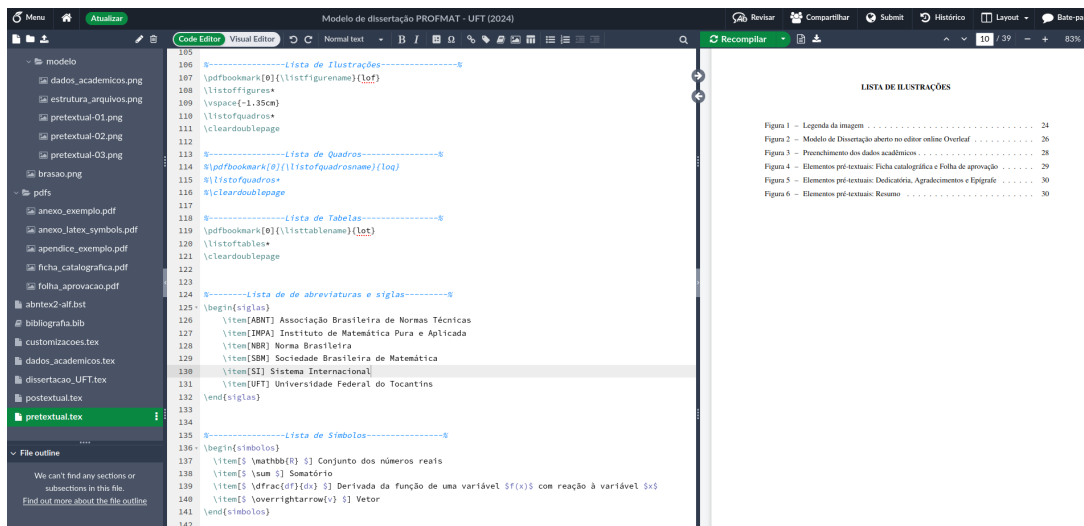 Menu
Atualizar
Modelo de dissertação PROFMAT - UFT (2024)
Revisar
Compartilhar
Submit
Histórico
Layout
Bate-pa
Code Editor
Visual Editor
Normal text
B I
Ω
Recompilar
10 / 39
83%
modelo
dados_academicos.png
estrutura_arquivos.png
pretextual-01.png
pretextual-02.png
pretextual-03.png
brasao.png
pdfs
anexo_exemplo.pdf
anexo_latex_symbols.pdf
apendice_exemplo.pdf
ficha_catalografica.pdf
folha_aprovacao.pdf
abntex2-alf.bst
bibliografia.bib
customizacoes.tex
dados_academicos.tex
dissertacao_UFT.tex
postextual.tex
pretextual.tex
File outline
We can't find any sections or
subsections in this file.
Find out more about the file outline
105
106 %----------------Lista de Ilustrações----------------%
107 \pdfbookmark[0]{\listfigurename}{lof}
108 \listoffigures*
109 \vspace{-1.35cm}
110 \listofquadros*
111 \cleardoublepage
112
113 %----------------Lista de Quadros----------------%
114 %\pdfbookmark[0]{\listofquadrosname}{loq}
115 %\listofquadros*
116 %\cleardoublepage
117
118 %----------------Lista de Tabelas----------------%
119 \pdfbookmark[0]{\listtablename}{lot}
120 \listoftables*
121 \cleardoublepage
122
123
124 %--------Lista de de abreviaturas e siglas---------%
125 \begin{siglas}
126 \item[ABNT] Associação Brasileira de Normas Técnicas
127 \item[IMPA] Instituto de Matemática Pura e Aplicada
128 \item[NBR] Norma Brasileira
129 \item[SBM] Sociedade Brasileira de Matemática
130 \item[SI] Sistema Internacional
131 \item[UFT] Universidade Federal do Tocantins
132 \end{siglas}
133
134
135 %----------------Lista de Símbolos----------------%
136 \begin{simbolos}
137 \item[$ \mathbb{R} $] Conjunto dos números reais
138 \item[$ \sum $] Somatório
139 \item[$ \dfrac{df}{dx} $] Derivada da função de uma variável $f(x)$ com reação à variável $x$
140 \item[$ \overrightarrow{v} $] Vetor
141 \end{simbolos}
142
LISTA DE ILUSTRAÇÕES
Figura 1 – Legenda da imagem . . . . . . . . . . . . . . . . . . . . 24
Figura 2 – Modelo de Dissertação aberto no editor online Overleaf . . . . . . . 26
Figura 3 – Preenchimento dos dados acadêmicos . . . . . . . . . . . . . 28
Figura 4 – Elementos pré-textuais: Ficha catalográfica e Folha de aprovação . . . . 29
Figura 5 – Elementos pré-textuais: Dedicatória, Agradecimentos e Epígrafe . . . . . 30
Figura 6 – Elementos pré-textuais: Resumo . . . . . . . . . . . . . . . 30